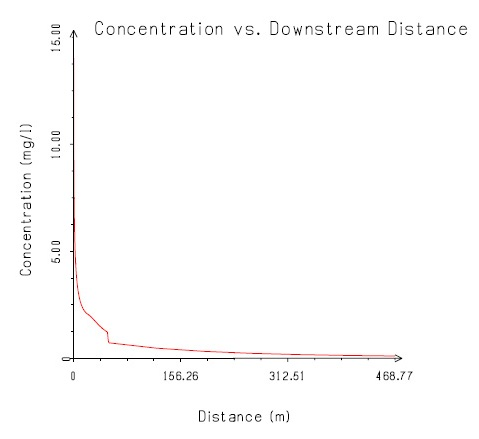 Concentration vs. Downstream Distance
15.00
10.00
5.00
0
Concentration (mg/l)
0 156.26 312.51 468.77
Distance (m)